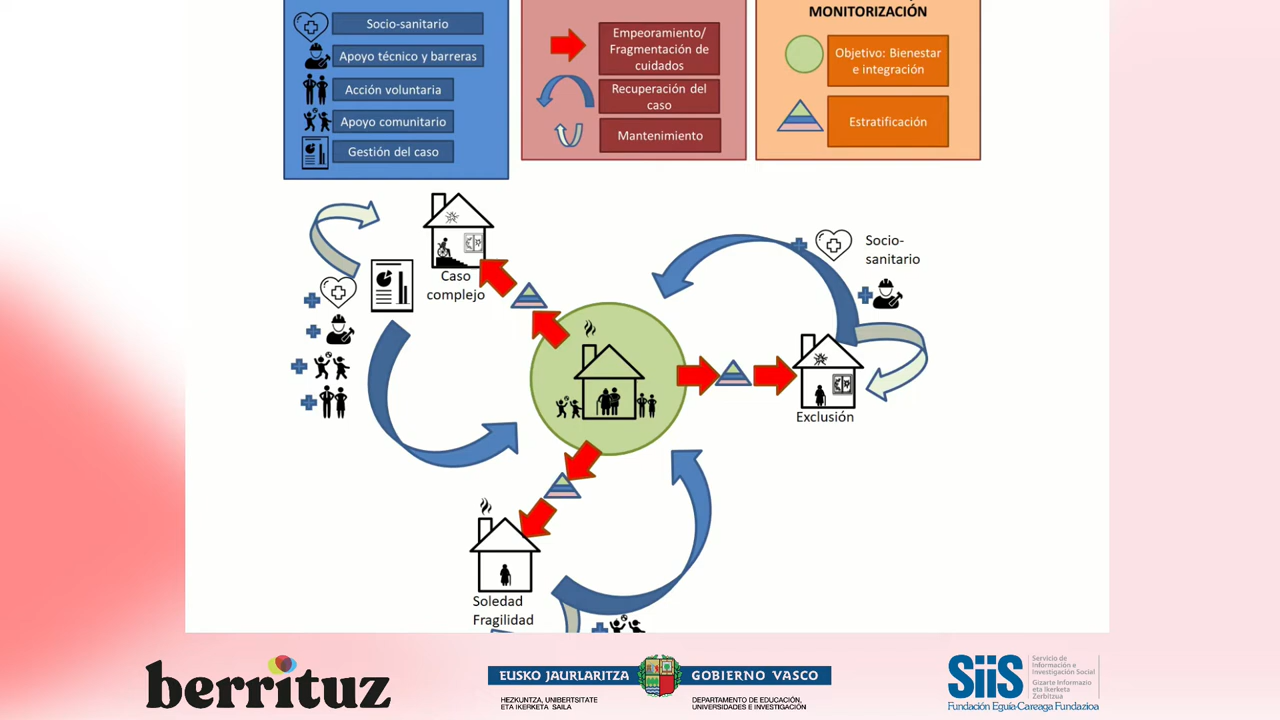 Socio-sanitario
Apoyo técnico y barreras
Acción voluntaria
Apoyo comunitario
Gestión del caso
Empeoramiento/
Fragmentación de
cuidados
Recuperación del
caso
Mantenimiento
MONITORIZACIÓN
Objetivo: Bienestar
e integración
Estratificación
Caso
complejo
Socio-
sanitario
Exclusión
Soledad
Fragilidad
berrituz
EUSKO JAURLARITZA
GOBIERNO VASCO
HEZKUNTZA, UNIBERTSITATE
ETA IKERKETA SAILA
DEPARTAMENTO DE EDUCACIÓN,
UNIVERSIDADES E INVESTIGACIÓN
SiiS
Servicio de
Información e
Investigación Social
Gizarte Informazio
eta Ikerketa
Zerbitzua
Fundación Eguía-Careaga Fundazioa